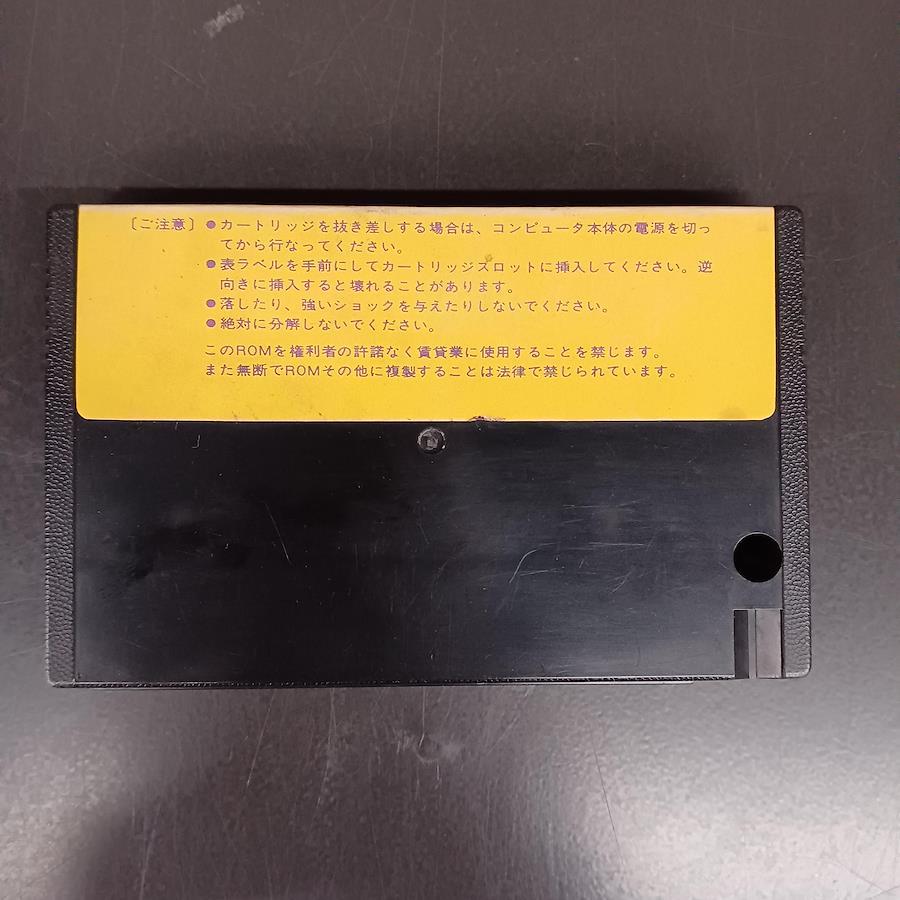 〔ご注意〕●カートリッジを抜き差しする場合は、コンピュータ本体の電源を切っ
てから行なってください。
●表ラベルを手前にしてカートリッジスロットに挿入してください。逆
向きに挿入すると壊れることがあります。
●落したり、強いショックを与えたりしないでください。
●絶対に分解しないでください。
このROMを権利者の許諾なく賃貸業に使用することを禁じます。
また無断でROMその他に複製することは法律で禁じられています。